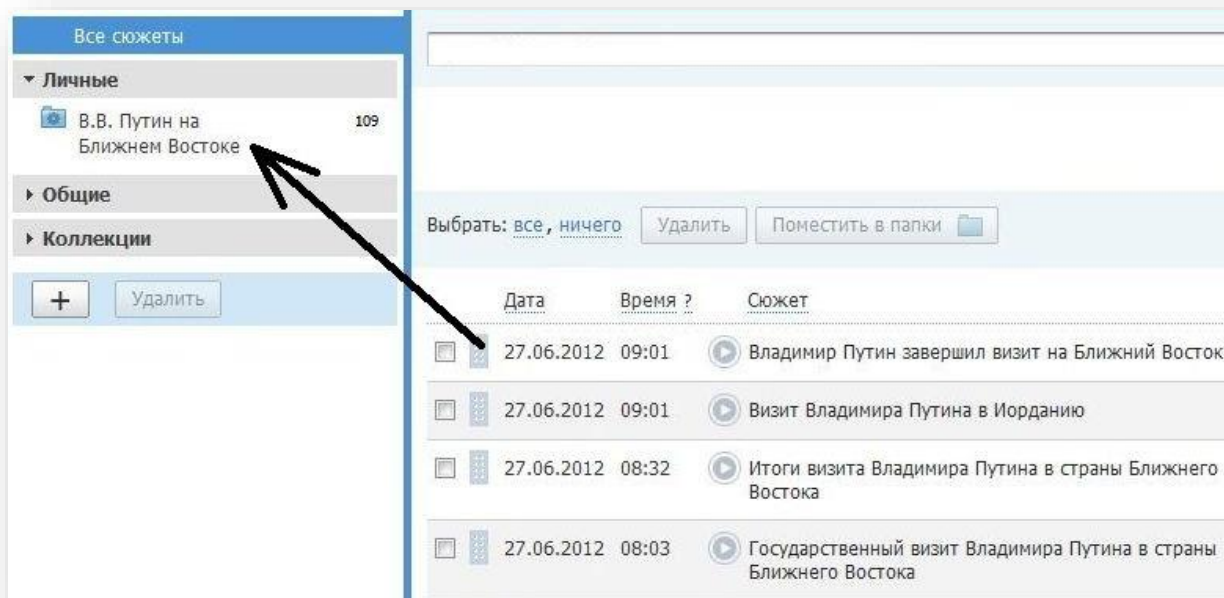 Все сюжеты
Личные
В.В. Путин на 109
Ближнем Востоке
Общие
Коллекции
+ Удалить
Выбрать: все, ничего Удалить Поместить в папки
Дата Время ? Сюжет
27.06.2012 09:01 Владимир Путин завершил визит на Ближний Восток
27.06.2012 09:01 Визит Владимира Путина в Иорданию
27.06.2012 08:32 Итоги визита Владимира Путина в страны Ближнего
Востока
27.06.2012 08:03 Государственный визит Владимира Путина в страны
Ближнего Востока